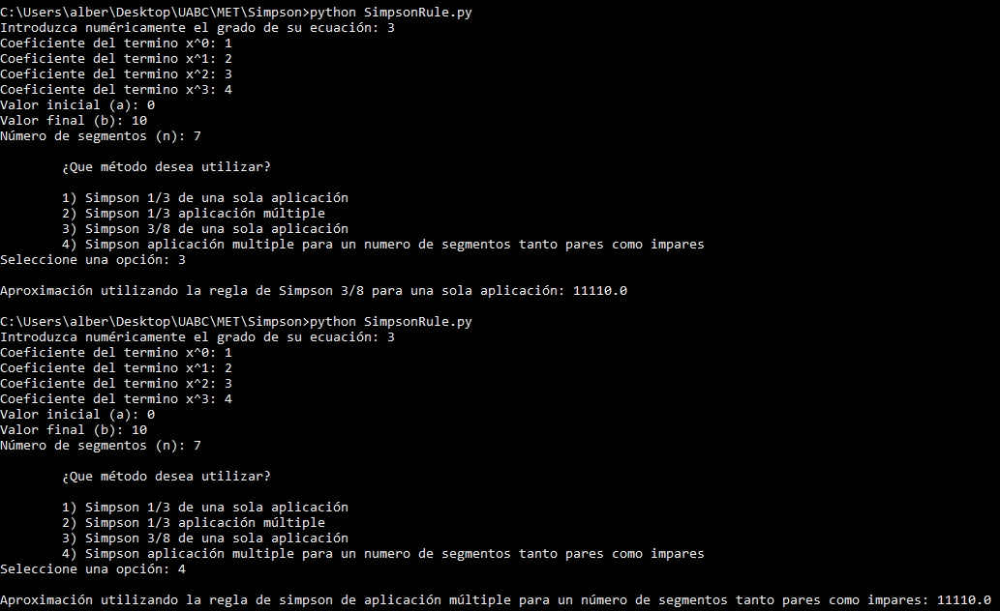 C:\Users\alber\Desktop\UABC\MET\Simpson>python SimpsonRule.py
Introduzca numéricamente el grado de su ecuación: 3
Coeficiente del termino x^0: 1
Coeficiente del termino x^1: 2
Coeficiente del termino x^2: 3
Coeficiente del termino x^3: 4
Valor inicial (a): 0
Valor final (b): 10
Número de segmentos (n): 7
¿Que método desea utilizar?
1) Simpson 1/3 de una sola aplicación
2) Simpson 1/3 aplicación múltiple
3) Simpson 3/8 de una sola aplicación
4) Simpson aplicación multiple para un numero de segmentos tanto pares como impares
Seleccione una opción: 3
Aproximación utilizando la regla de Simpson 3/8 para una sola aplicación: 11110.0
C:\Users\alber\Desktop\UABC\MET\Simpson>python SimpsonRule.py
Introduzca numéricamente el grado de su ecuación: 3
Coeficiente del termino x^0: 1
Coeficiente del termino x^1: 2
Coeficiente del termino x^2: 3
Coeficiente del termino x^3: 4
Valor inicial (a): 0
Valor final (b): 10
Número de segmentos (n): 7
¿Que método desea utilizar?
1) Simpson 1/3 de una sola aplicación
2) Simpson 1/3 aplicación múltiple
3) Simpson 3/8 de una sola aplicación
4) Simpson aplicación multiple para un numero de segmentos tanto pares como impares
Seleccione una opción: 4
Aproximación utilizando la regla de simpson de aplicación múltiple para un número de segmentos tanto pares como impares: 11110.0